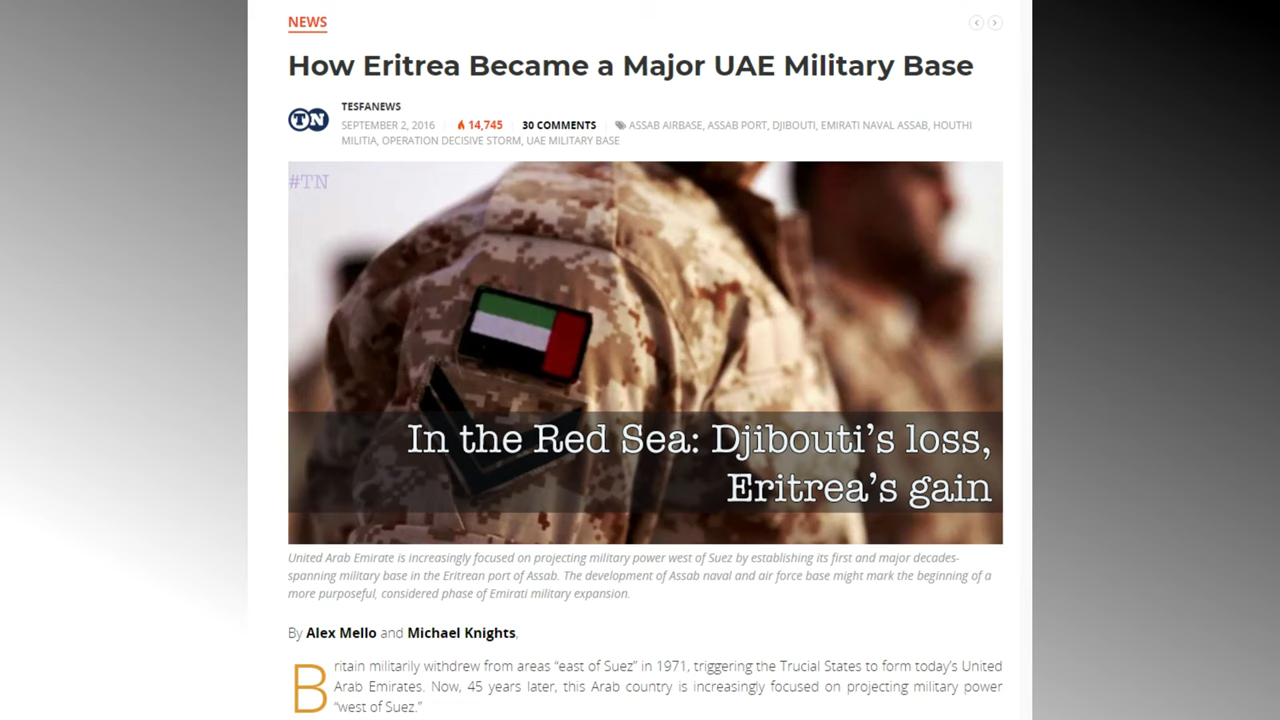 NEWS
How Eritrea Became a Major UAE Military Base
TN
TESFANEWS
SEPTEMBER 2, 2016 14,745 30 COMMENTS ASSAB AIRBASE, ASSAB PORT, DJIBOUTI, EMIRATI NAVAL ASSAB, HOUTHI
MILITIA, OPERATION DECISIVE STORM, UAE MILITARY BASE
#TN
In the Red Sea: Djibouti's loss,
Eritrea's gain
United Arab Emirate is increasingly focused on projecting military power west of Suez by establishing its first and major decades-
spanning military base in the Eritrean port of Assab. The development of Assab naval and air force base might mark the beginning of a
more purposeful, considered phase of Emirati military expansion.
By Alex Mello and Michael Knights,
Britain militarily withdrew from areas “east of Suez” in 1971, triggering the Trucial States to form today’s United
Arab Emirates. Now, 45 years later, this Arab country is increasingly focused on projecting military power
“west of Suez.”